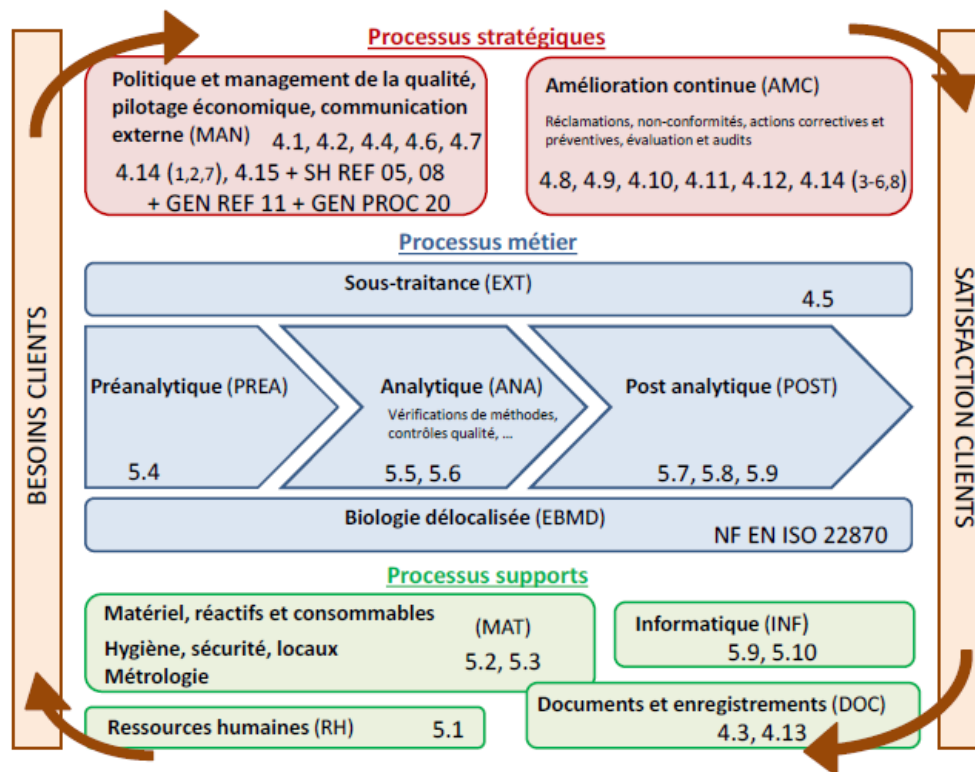 Processus stratégiques
Politique et management de la qualité,
pilotage économique, communication
externe (MAN) 4.1, 4.2, 4.4, 4.6, 4.7
4.14 (1,2,7), 4.15 + SH REF 05, 08
+ GEN REF 11 + GEN PROC 20
Amélioration continue (AMC)
Réclamations, non-conformités, actions correctives et
préventives, évaluation et audits
4.8, 4.9, 4.10, 4.11, 4.12, 4.14 (3-6,8)
BESOINS CLIENTS
Processus métier
Sous-traitance (EXT)
4.5
Préanalytique (PREA)
5.4
Analytique (ANA)
Vérifications de méthodes,
contrôles qualité, ...
5.5, 5.6
Post analytique (POST)
5.7, 5.8, 5.9
Biologie délocalisée (EBMD)
NF EN ISO 22870
SATISFACTION CLIENTS
Processus supports
Matériel, réactifs et consommables
(MAT)
Hygiène, sécurité, locaux
5.2, 5.3
Métrologie
Informatique (INF)
5.9, 5.10
Ressources humaines (RH) 5.1
Documents et enregistrements (DOC)
4.3, 4.13